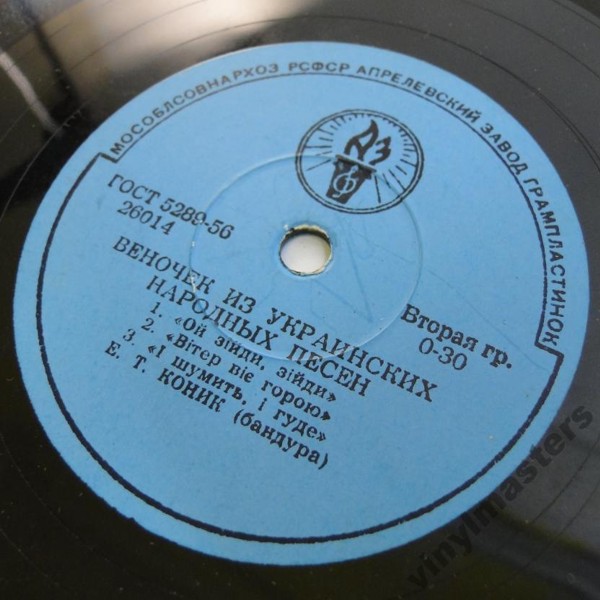 МОСОБЛСОВНАРХОЗ РСФСР АПРЕЛЕВСКИЙ ЗАВОД ГРАМПЛАСТИНОК
ГОСТ 5289-56
26014
Вторая гр.
0-30
ВЕНОЧЕК ИЗ УКРАИНСКИХ
НАРОДНЫХ ПЕСЕН
1. «Ой зійди, зійди»
2. «Вітер віє горою»
3. «І шумить, і гуде»
Е. Т. КОНИК (бандура)
vinylmasters